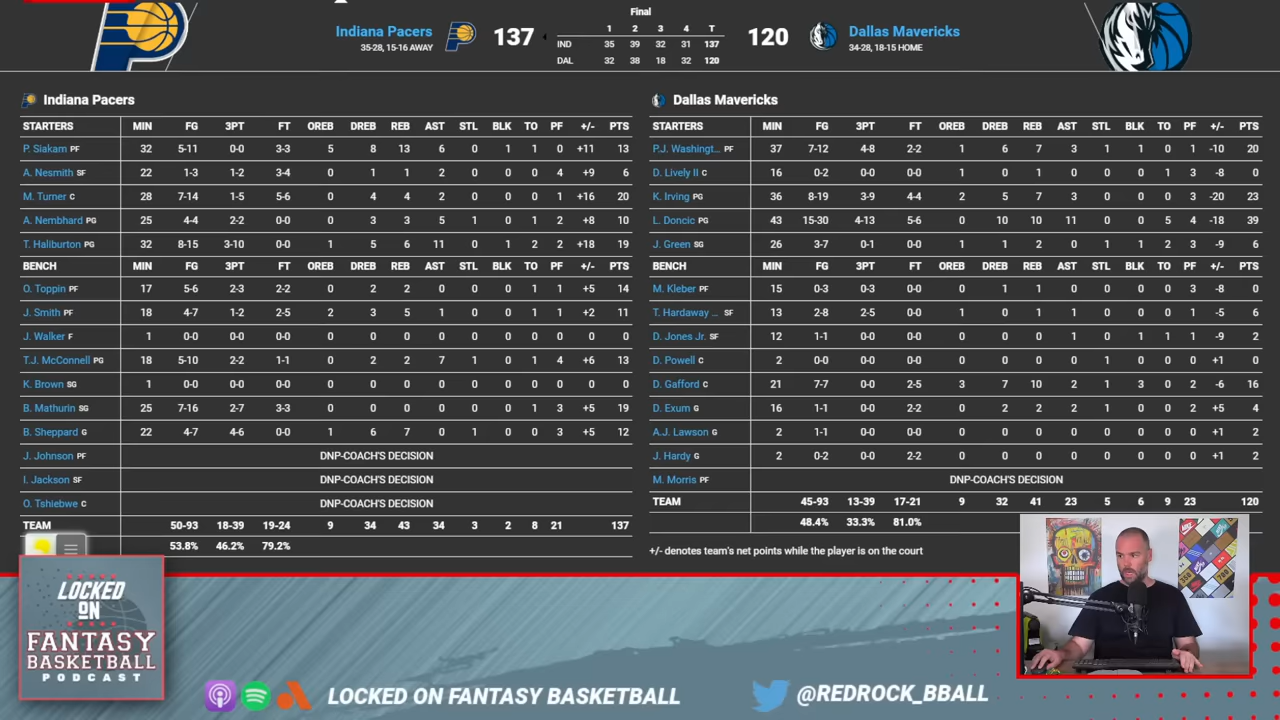 Final
Indiana Pacers
35-28, 15-16 AWAY
137
1 2 3 4 T
IND 35 39 32 31 137
DAL 32 38 18 32 120
120
Dallas Mavericks
34-28, 18-15 HOME
Indiana Pacers
STARTERS MIN FG 3PT FT OREB DREB REB AST STL BLK TO PF +/- PTS
P. Siakam PF 32 5-11 0-0 3-3 5 8 13 6 0 1 1 0 +11 13
A. Nesmith SF 22 1-3 1-2 3-4 0 1 1 2 0 0 0 4 +9 6
M. Turner C 28 7-14 1-5 5-6 0 4 4 2 0 0 0 1 +16 20
A. Nembhard PG 25 4-4 2-2 0-0 0 3 3 5 1 0 1 2 +8 10
T. Haliburton PG 32 8-15 3-10 0-0 1 5 6 11 0 1 2 2 +18 19
BENCH MIN FG 3PT FT OREB DREB REB AST STL BLK TO PF +/- PTS
O. Toppin PF 17 5-6 2-3 2-2 0 2 2 0 0 0 1 1 +5 14
J. Smith PF 18 4-7 1-2 2-5 2 3 5 1 0 0 1 1 +2 11
J. Walker F 1 0-0 0-0 0-0 0 0 0 0 0 0 0 0 0 0
T.J. McConnell PG 18 5-10 2-2 1-1 0 2 2 7 1 0 1 4 +6 13
K. Brown SG 1 0-0 0-0 0-0 0 0 0 0 0 0 0 0 0 0
B. Mathurin SG 25 7-16 2-7 3-3 0 0 0 0 0 0 1 3 +5 19
B. Sheppard G 22 4-7 4-6 0-0 1 6 7 0 1 0 0 3 +5 12
J. Johnson PF DNP-COACH'S DECISION
I. Jackson SF DNP-COACH'S DECISION
O. Tshiebwe C DNP-COACH'S DECISION
TEAM 50-93 18-39 19-24 9 34 43 34 3 2 8 21 137
53.8% 46.2% 79.2%
Dallas Mavericks
STARTERS MIN FG 3PT FT OREB DREB REB AST STL BLK TO PF +/- PTS
P.J. Washingt... PF 37 7-12 4-8 2-2 1 6 7 3 1 1 0 1 -10 20
D. Lively II C 16 0-2 0-0 0-0 1 0 1 0 0 0 1 3 -8 0
K. Irving PG 36 8-19 3-9 4-4 2 5 7 3 0 0 0 3 -20 23
L. Doncic PG 43 15-30 4-13 5-6 0 10 10 11 0 0 5 4 -18 39
J. Green SG 26 3-7 0-1 0-0 1 1 2 0 1 1 2 3 -9 6
BENCH MIN FG 3PT FT OREB DREB REB AST STL BLK TO PF +/- PTS
M. Kleber PF 15 0-3 0-3 0-0 0 1 1 0 0 0 0 3 -8 0
T. Hardaway ... SF 13 2-8 2-5 0-0 1 0 1 1 0 0 0 1 -5 6
D. Jones Jr. SF 12 1-1 0-0 0-0 0 0 0 1 0 1 1 1 -9 2
D. Powell C 2 0-0 0-0 0-0 0 0 0 0 1 0 0 0 +1 0
D. Gafford C 21 7-7 0-0 2-5 3 7 10 2 1 3 0 2 -6 16
D. Exum G 16 1-1 0-0 2-2 0 2 2 2 1 0 0 2 +5 4
A.J. Lawson G 2 1-1 0-0 0-0 0 0 0 0 0 0 0 0 +1 2
J. Hardy G 2 0-2 0-0 2-2 0 0 0 0 0 0 0 0 +1 2
M. Morris PF DNP-COACH'S DECISION
TEAM 45-93 13-39 17-21 9 32 41 23 5 6 9 23 120
48.4% 33.3% 81.0%
+/- denotes team's net points while the player is on the court
LOCKED
ON
FANTASY
BASKETBALL
PODCAST
LOCKED ON FANTASY BASKETBALL
@REDROCK_BBALL